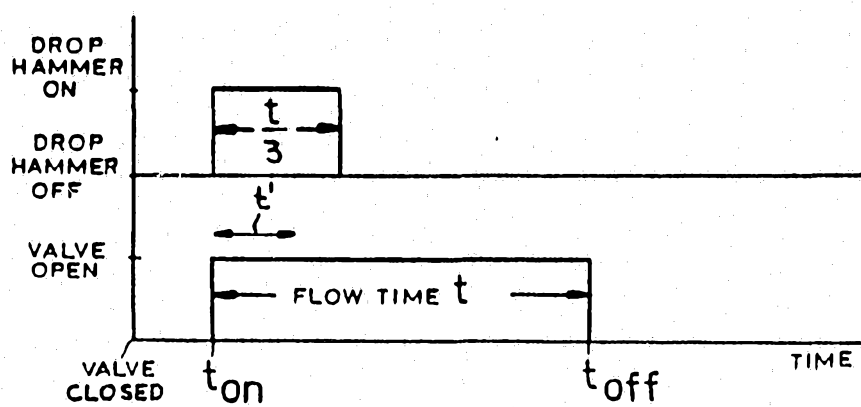 DROP
HAMMER
ON
t
3
DROP
HAMMER
OFF
t'
VALVE
OPEN
FLOW TIME t
VALVE
CLOSED
ton
toff
TIME